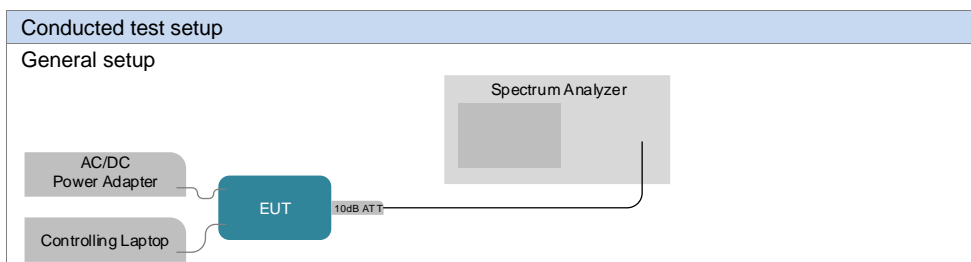 Conducted test setup
General setup
Spectrum Analyzer
AC/DC
Power Adapter
EUT
10dB ATT
Controlling Laptop